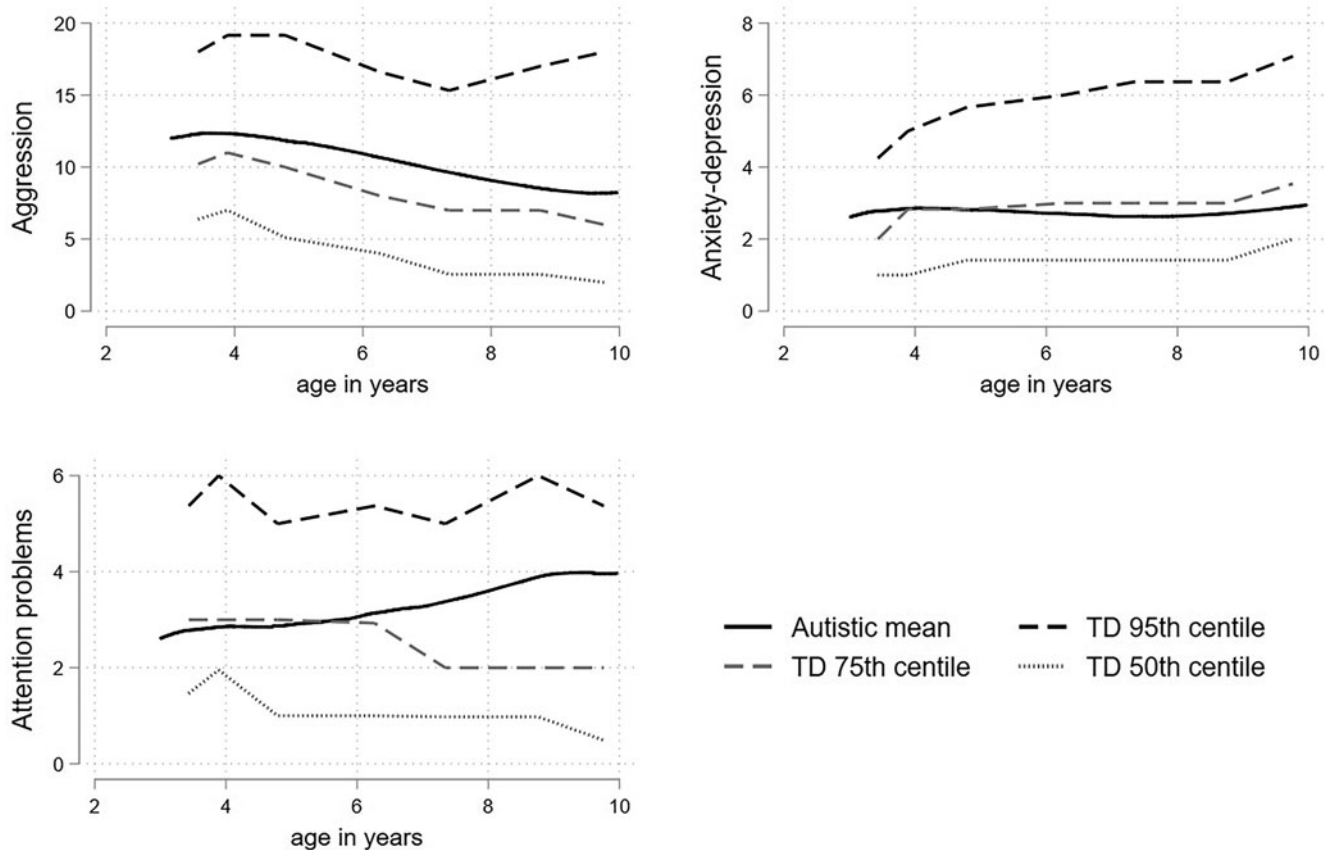 Aggression
20
15
10
5
0
2 4 6 8 10
age in years
Anxiety-depression
8
6
4
2
0
2 4 6 8 10
age in years
Attention problems
6
4
2
0
2 4 6 8 10
age in years
Autistic mean
TD 95th centile
TD 75th centile
TD 50th centile